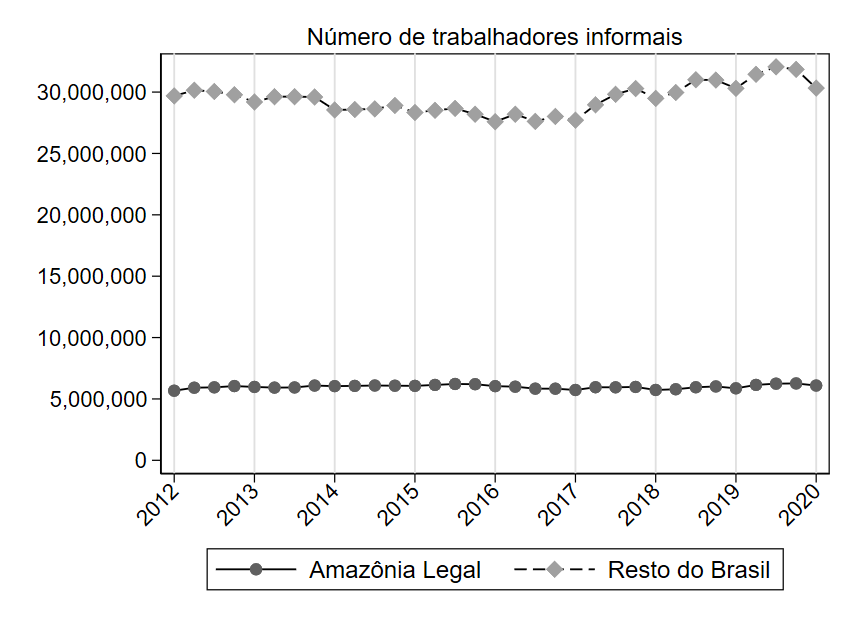 Número de trabalhadores informais
30,000,000
25,000,000
20,000,000
15,000,000
10,000,000
5,000,000
0
2012 2013 2014 2015 2016 2017 2018 2019 2020
Amazônia Legal Resto do Brasil